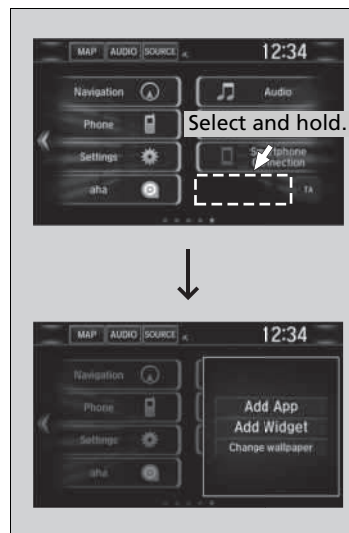 MAP AUDIO SOURCE 12:34
Navigation Audio
Phone
Select and hold.
Settings Smartphone Connection
aha TA
MAP AUDIO SOURCE 12:34
Navigation
Phone
Settings
aha
Add App
Add Widget
Change wallpaper